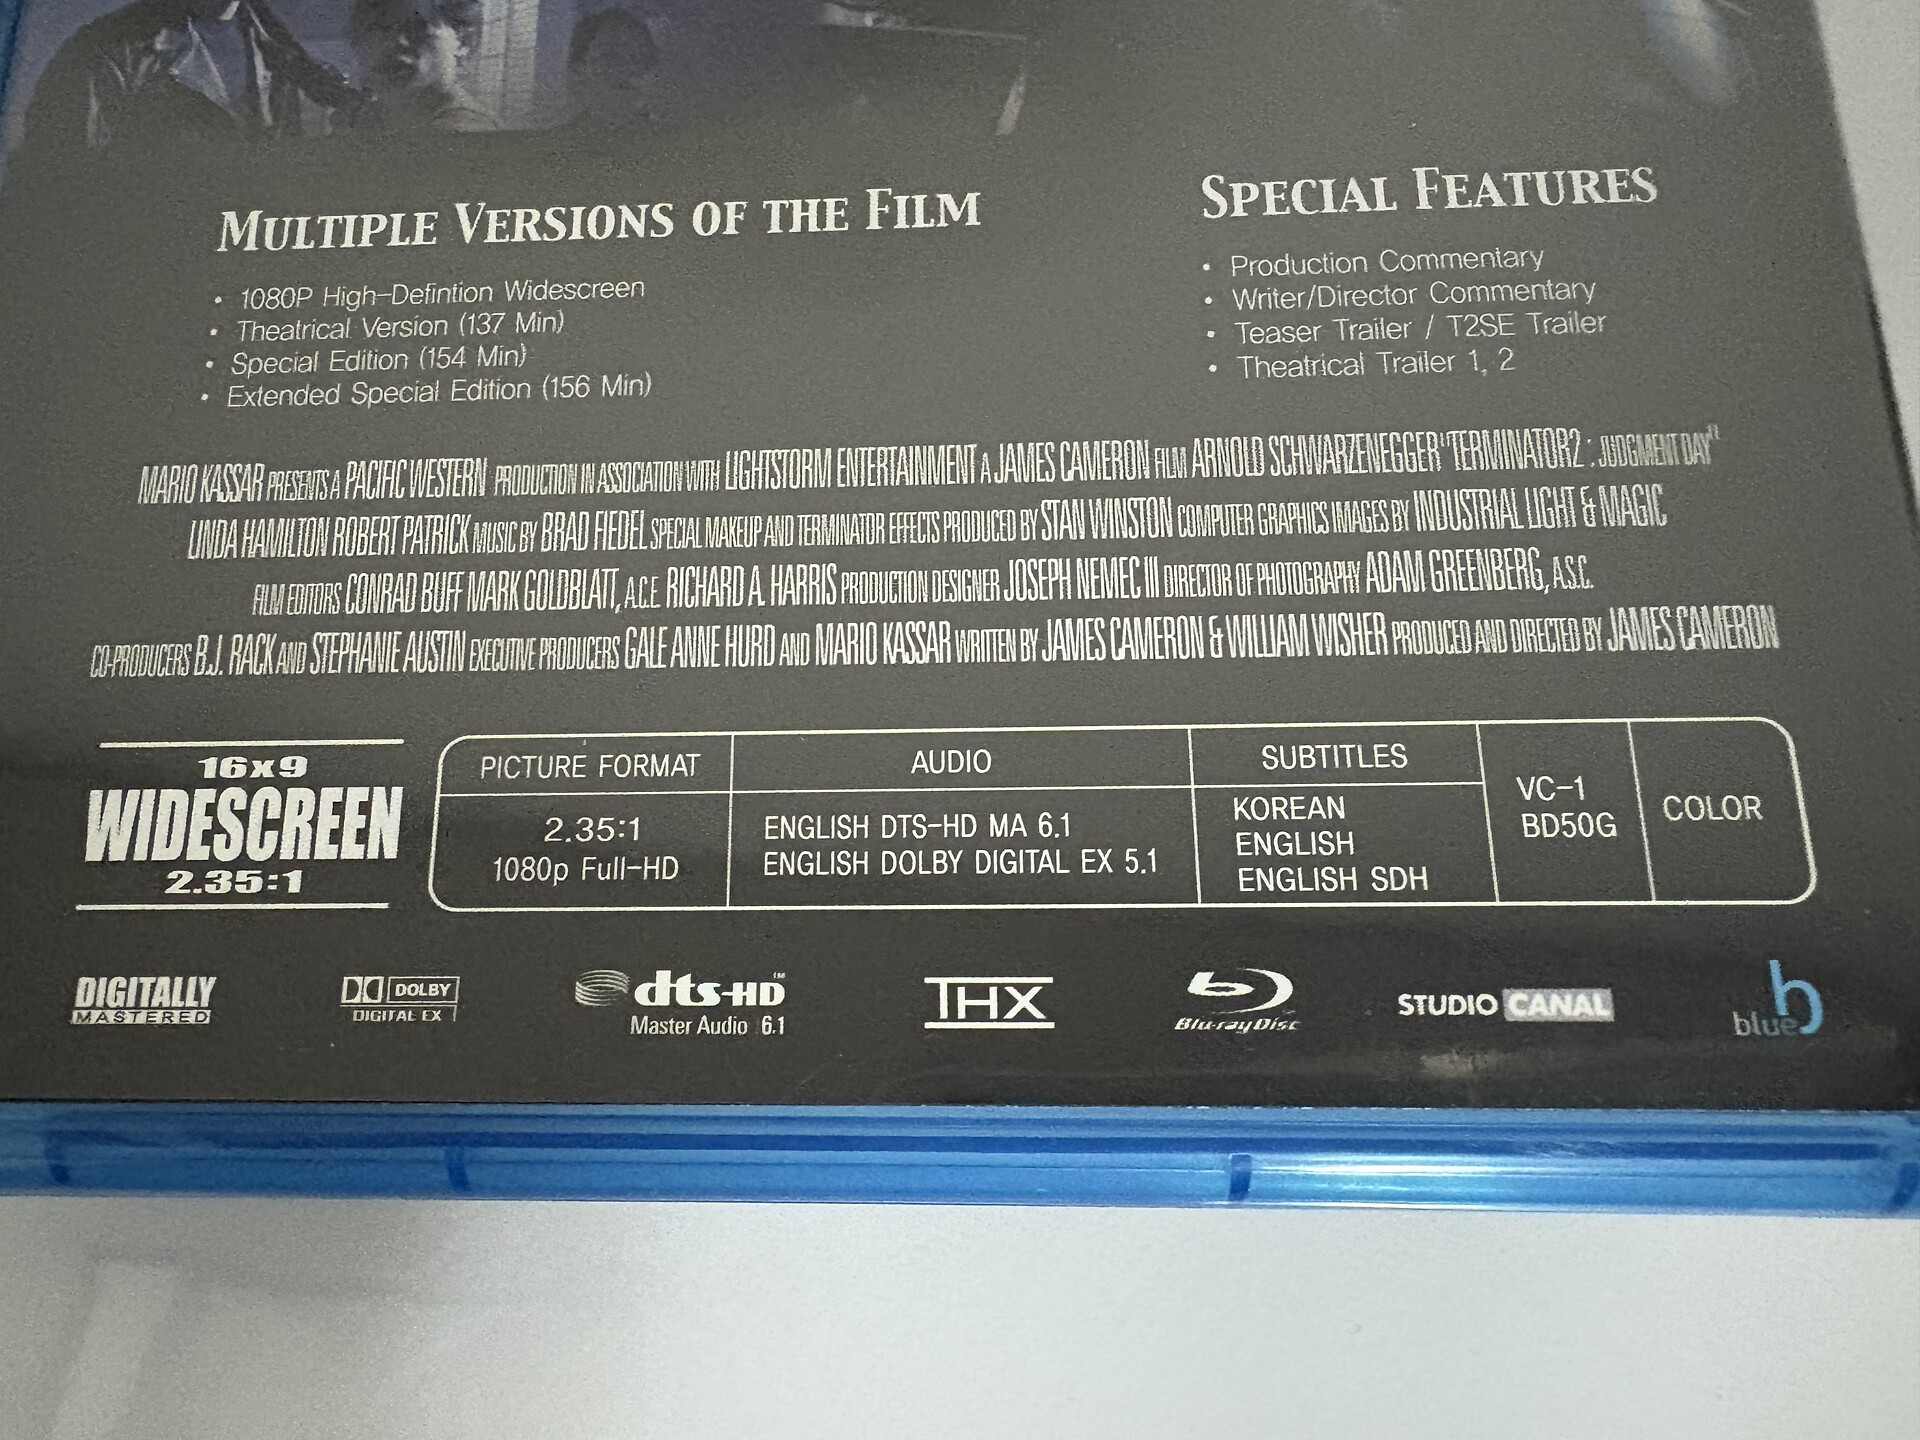 MULTIPLE VERSIONS OF THE FILM
• 1080P High-Defintion Widescreen
• Theatrical Version (137 Min)
• Special Edition (154 Min)
• Extended Special Edition (156 Min)
SPECIAL FEATURES
• Production Commentary
• Writer/Director Commentary
• Teaser Trailer / T2SE Trailer
• Theatrical Trailer 1, 2
MARIO KASSAR PRESENTS A PACIFIC WESTERN PRODUCTION IN ASSOCIATION WITH LIGHTSTORM ENTERTAINMENT A JAMES CAMERON FILM ARNOLD SCHWARZENEGGER "TERMINATOR2 : JUDGMENT DAY"
LINDA HAMILTON ROBERT PATRICK MUSIC BY BRAD FIEDEL SPECIAL MAKEUP AND TERMINATOR EFFECTS PRODUCED BY STAN WINSTON COMPUTER GRAPHICS IMAGES BY INDUSTRIAL LIGHT & MAGIC
FILM EDITORS CONRAD BUFF MARK GOLDBLATT, A.C.E. RICHARD A. HARRIS PRODUCTION DESIGNER JOSEPH NEMEC III DIRECTOR OF PHOTOGRAPHY ADAM GREENBERG, A.S.C.
CO-PRODUCERS B.J. RACK AND STEPHANIE AUSTIN EXECUTIVE PRODUCERS GALE ANNE HURD AND MARIO KASSAR WRITTEN BY JAMES CAMERON & WILLIAM WISHER PRODUCED AND DIRECTED BY JAMES CAMERON
16x9
WIDESCREEN
2.35:1
PICTURE FORMAT
2.35:1
1080p Full-HD
AUDIO
ENGLISH DTS-HD MA 6.1
ENGLISH DOLBY DIGITAL EX 5.1
SUBTITLES
KOREAN
ENGLISH
ENGLISH SDH
VC-1
BD50G
COLOR
DIGITALLY
MASTERED
DOLBY
DIGITAL EX
dts-HD™
Master Audio 6.1
THX
Blu-ray Disc
STUDIO CANAL
blue